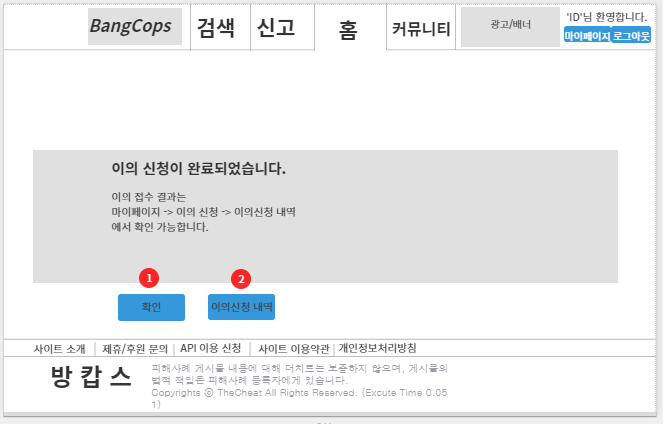 BangCops
검색
신고
홈
커뮤니티
광고/배너
'ID'님 환영합니다.
마이페이지 로그아웃
이의 신청이 완료되었습니다.
이의 접수 결과는
마이페이지 -> 이의 신청 -> 이의신청 내역
에서 확인 가능합니다.
1
2
확인
이의신청 내역
사이트 소개 | 제휴/후원 문의 | API 이용 신청 | 사이트 이용약관 | 개인정보처리방침
방 캅 스
피해사례 게시물 내용에 대해 더치트는 보증하지 않으며, 게시물의
법적 책임은 피해사례 등록자에게 있습니다.
Copyrights ⓒ TheCheat All Rights Reserved. (Excute Time 0.05
1)